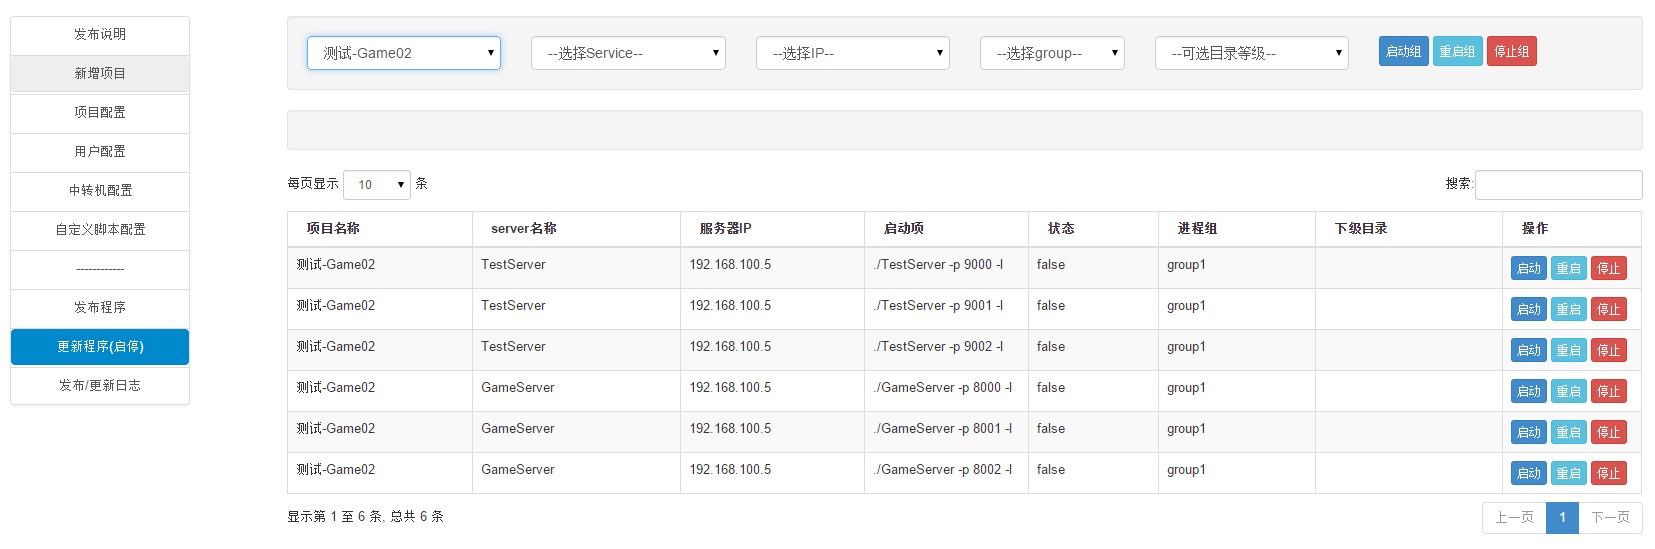 发布说明
新增项目
项目配置
用户配置
中转机配置
自定义脚本配置
------------
发布程序
更新程序(启停)
发布/更新日志
测试-Game02 --选择Service-- --选择IP-- --选择group-- --可选目录等级-- 启动组 重启组 停止组
每页显示 10 条 搜索:
项目名称 server名称 服务器IP 启动项 状态 进程组 下级目录 操作
测试-Game02 TestServer 192.168.100.5 ./TestServer -p 9000 -l false group1 启动 重启 停止
测试-Game02 TestServer 192.168.100.5 ./TestServer -p 9001 -l false group1 启动 重启 停止
测试-Game02 TestServer 192.168.100.5 ./TestServer -p 9002 -l false group1 启动 重启 停止
测试-Game02 GameServer 192.168.100.5 ./GameServer -p 8000 -l false group1 启动 重启 停止
测试-Game02 GameServer 192.168.100.5 ./GameServer -p 8001 -l false group1 启动 重启 停止
测试-Game02 GameServer 192.168.100.5 ./GameServer -p 8002 -l false group1 启动 重启 停止
显示第 1 至 6 条, 总共 6 条 上一页 1 下一页